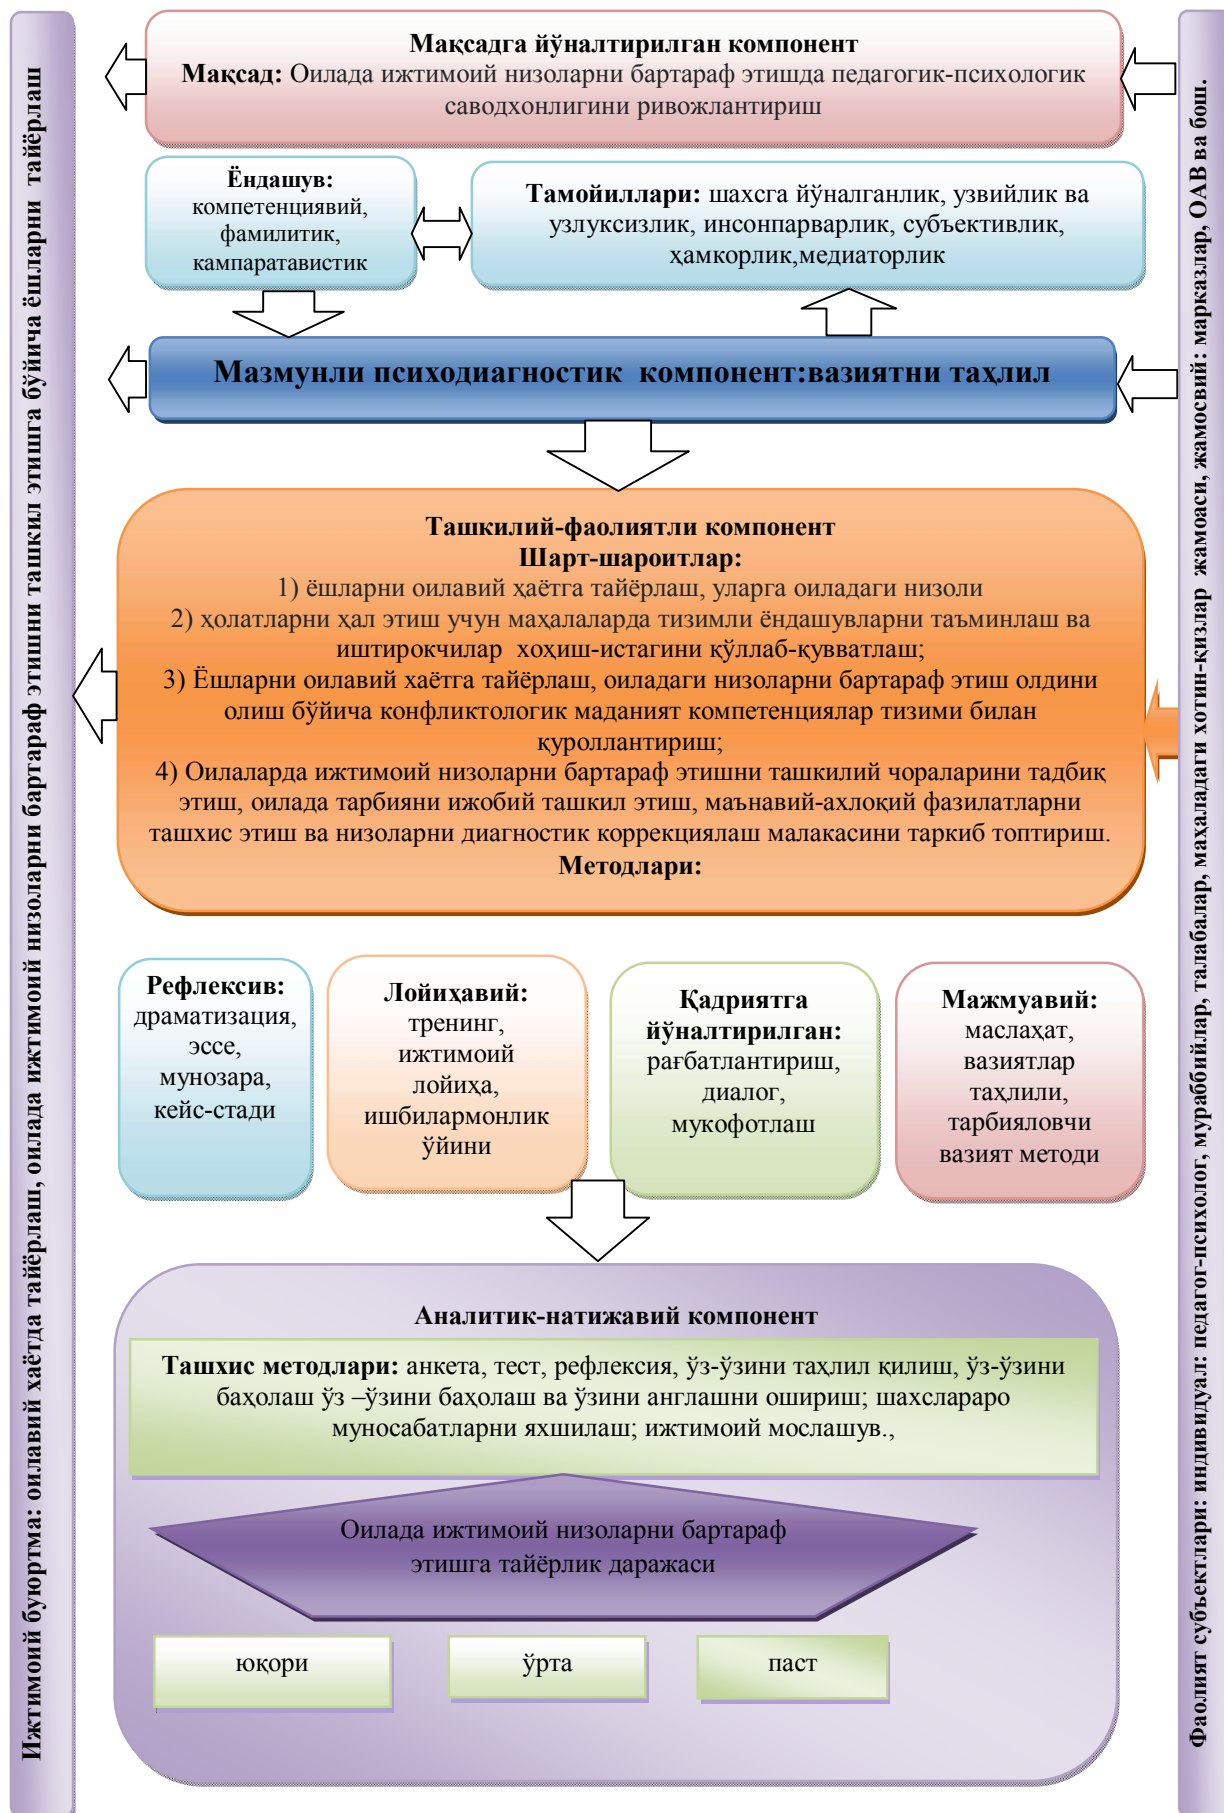 Ижтимоий буюртма: оилавий хаётда тайёрлаш, оилада ижтимоий низоларни бартараф этишни ташкил этишга бўйича ёшларни тайёрлаш
Мақсадга йўналтирилган компонент
Мақсад: Оилада ижтимоий низоларни бартараф этишда педагогик-психологик
саводхонлигини ривожлантириш
Ёндашув:
компетенциявий,
фамилитик,
кампаратавистик
Тамойиллари: шахсга йўналганлик, узвийлик ва
узлуксизлик, инсонпарварлик, субъективлик,
ҳамкорлик,медиаторлик
Мазмунли психодиагностик компонент:вазиятни таҳлил
Ташкилий-фаолиятли компонент
Шарт-шароитлар:
1) ёшларни оилавий ҳаётга тайёрлаш, уларга оиладаги низоли
2) ҳолатларни ҳал этиш учун маҳалаларда тизимли ёндашувларни таъминлаш ва
иштирокчилар хоҳиш-истагини қўллаб-қувватлаш;
3) Ёшларни оилавий хаётга тайёрлаш, оиладаги низоларни бартараф этиш олдини
олиш бўйича конфликтологик маданият компетенциялар тизими билан
қуроллантириш;
4) Оилаларда ижтимоий низоларни бартараф этишни ташкилий чораларини тадбиқ
этиш, оилада тарбияни ижобий ташкил этиш, маънавий-ахлоқий фазилатларни
ташхис этиш ва низоларни диагностик коррекциялаш малакасини таркиб топтириш.
Методлари:
Рефлексив:
драматизация,
эссе,
мунозара,
кейс-стади
Лойиҳавий:
тренинг,
ижтимоий
лойиҳа,
ишбилармонлик
ўйини
Қадриятга
йўналтирилган:
рағбатлантириш,
диалог,
мукофотлаш
Мажмуавий:
маслаҳат,
вазиятлар
таҳлили,
тарбияловчи
вазият методи
Аналитик-натижавий компонент
Ташхис методлари: анкета, тест, рефлексия, ўз-ўзини таҳлил қилиш, ўз-ўзини
баҳолаш ўз –ўзини баҳолаш ва ўзини англашни ошириш; шахслараро
муносабатларни яхшилаш; ижтимоий мослашув.,
Оилада ижтимоий низоларни бартараф
этишга тайёрлик даражаси
юқори
ўрта
паст
Фаолият субъектлари: индивидуал: педагог-психолог, мураббийлар, талабалар, маҳаладаги хотин-қизлар жамоаси, жамосвий: марказлар, ОАВ ва бош.